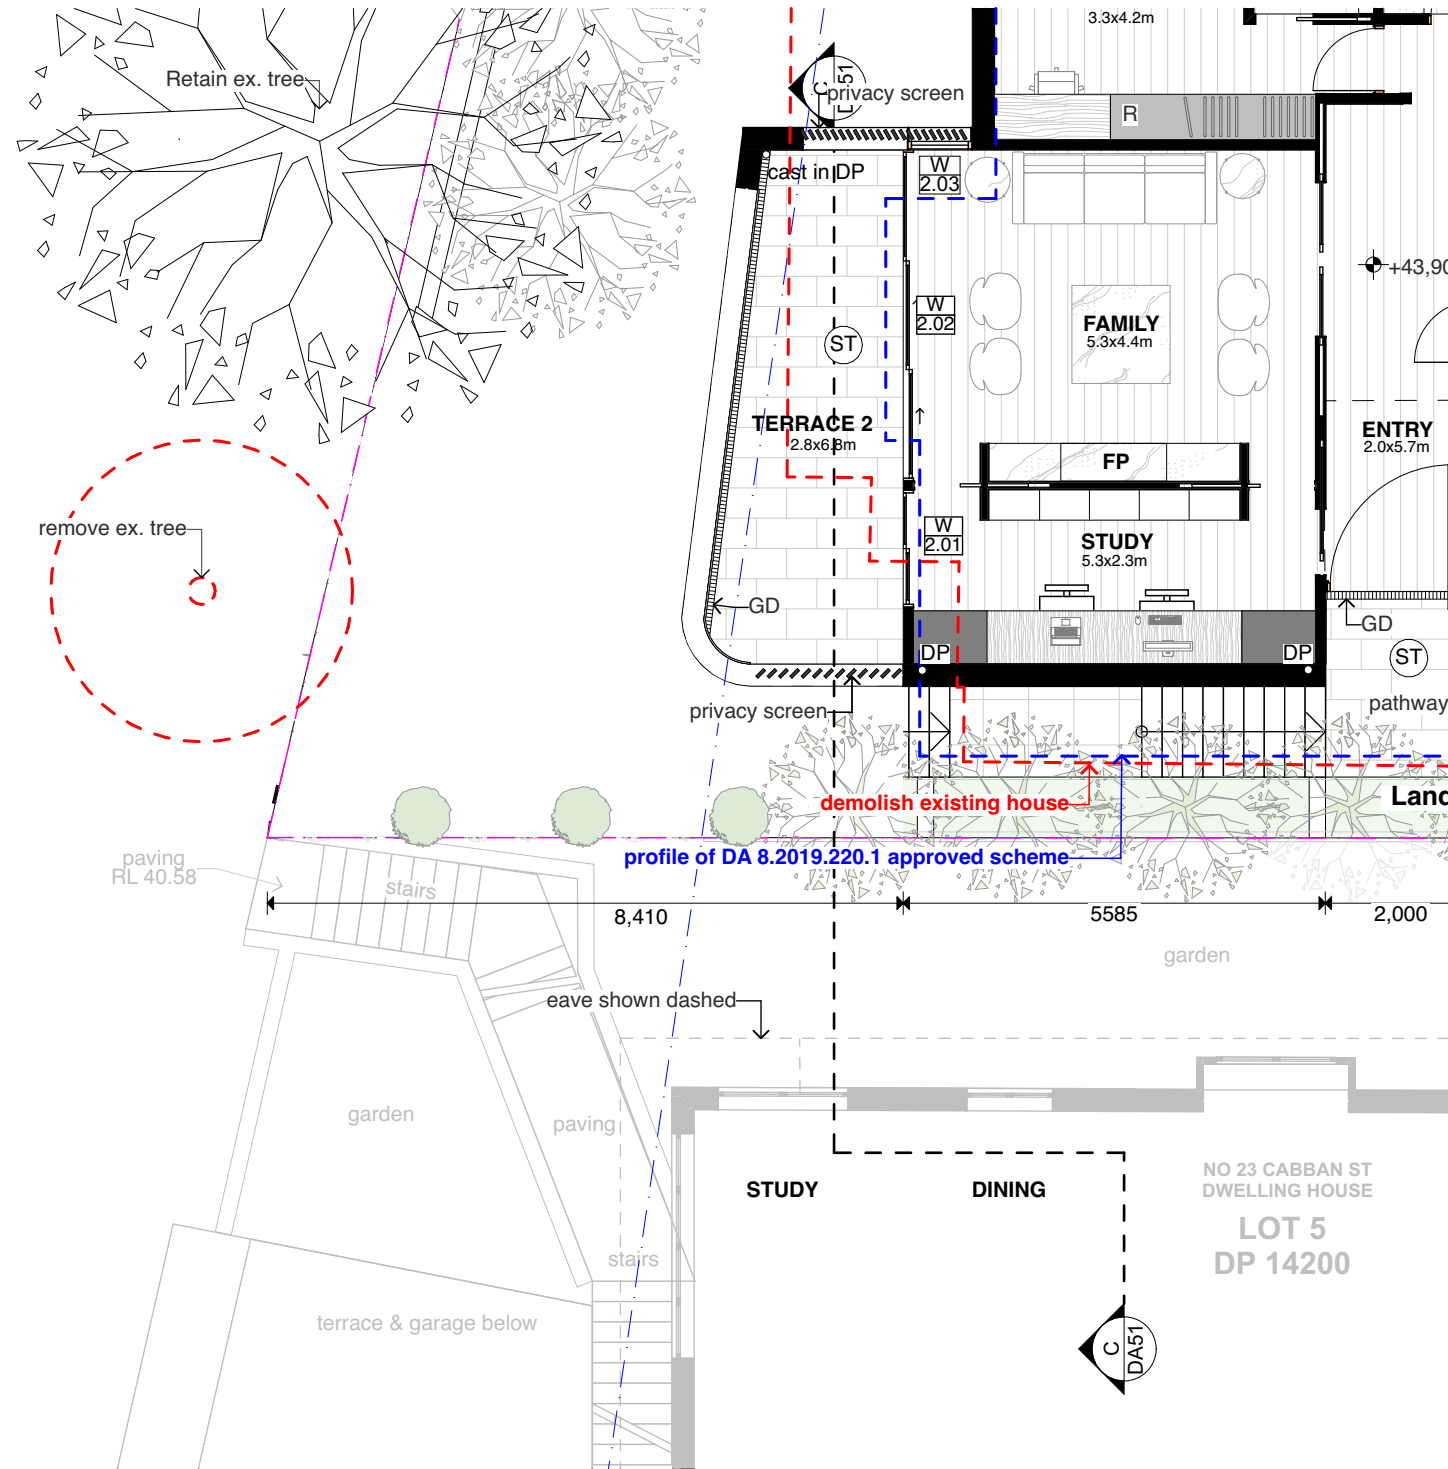 3.3x4.2m
Retain ex. tree
C
DA51
privacy screen
R
cast in DP
W
2.03
+43,90
W
2.02
FAMILY
5.3x4.4m
ST
TERRACE 2
2.8x6.8m
ENTRY
2.0x5.7m
FP
remove ex. tree
W
2.01
STUDY
5.3x2.3m
GD
GD
DP
DP
ST
privacy screen
pathway
demolish existing house
Land
profile of DA 8.2019.220.1 approved scheme
paving
RL 40.58
stairs
8,410
5585
2,000
garden
eave shown dashed
garden
paving
STUDY
DINING
NO 23 CABBAN ST
DWELLING HOUSE
LOT 5
DP 14200
stairs
terrace & garage below
C
DA51